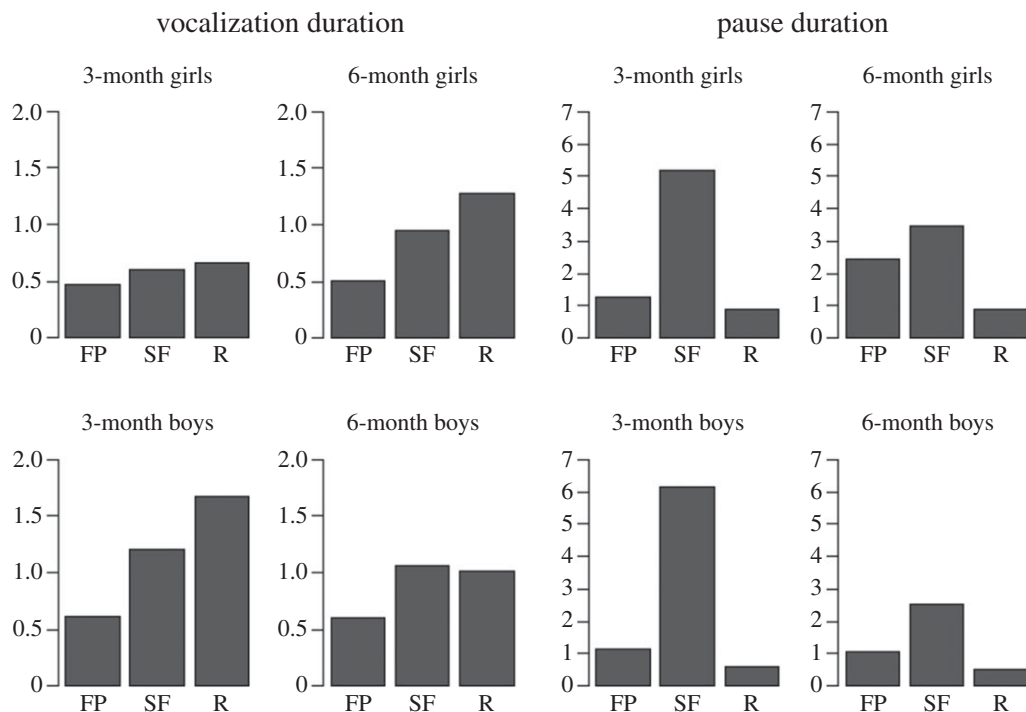 vocalization duration pause duration
3-month girls 6-month girls 3-month girls 6-month girls
2.0 2.0 7 7
6 6
1.5 1.5 5 5
1.0 1.0 4 4
3 3
0.5 0.5 2 2
1 1
0 0 0 0
FP SF R FP SF R FP SF R FP SF R
3-month boys 6-month boys 3-month boys 6-month boys
2.0 2.0 7 7
6 6
1.5 1.5 5 5
1.0 1.0 4 4
3 3
0.5 0.5 2 2
1 1
0 0 0 0
FP SF R FP SF R FP SF R FP SF R